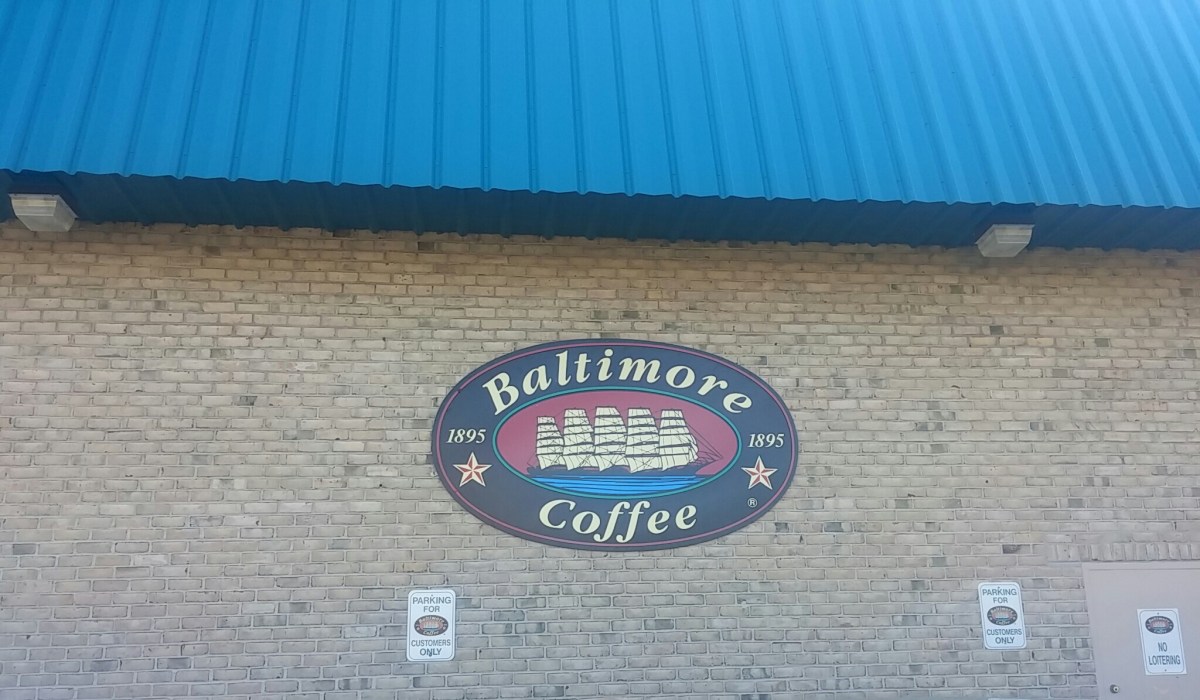 Baltimore
1895 1895
Coffee
®
PARKING
FOR
CUSTOMERS
ONLY
PARKING
FOR
CUSTOMERS
ONLY
NO
LOITERING